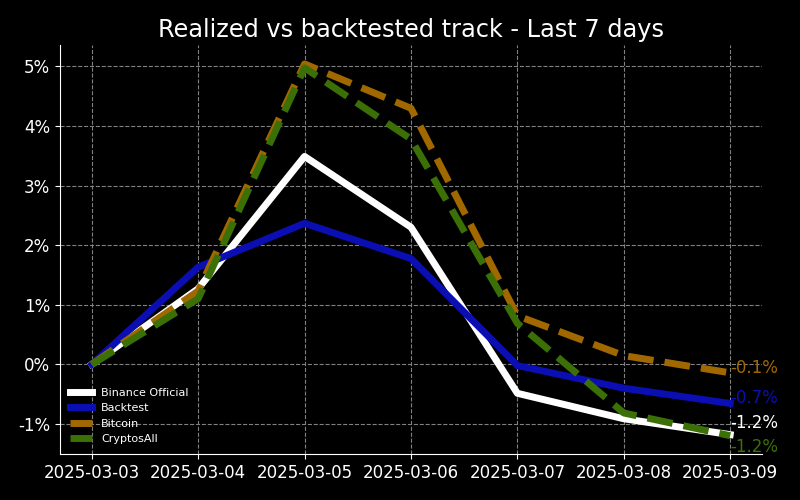 Realized vs backtested track - Last 7 days
5%
4%
3%
2%
1%
0%
-1%
-0.1%
-0.7%
-1.2%
-1.2%
Binance Official
Backtest
Bitcoin
CryptosAll
2025-03-03 2025-03-04 2025-03-05 2025-03-06 2025-03-07 2025-03-08 2025-03-09